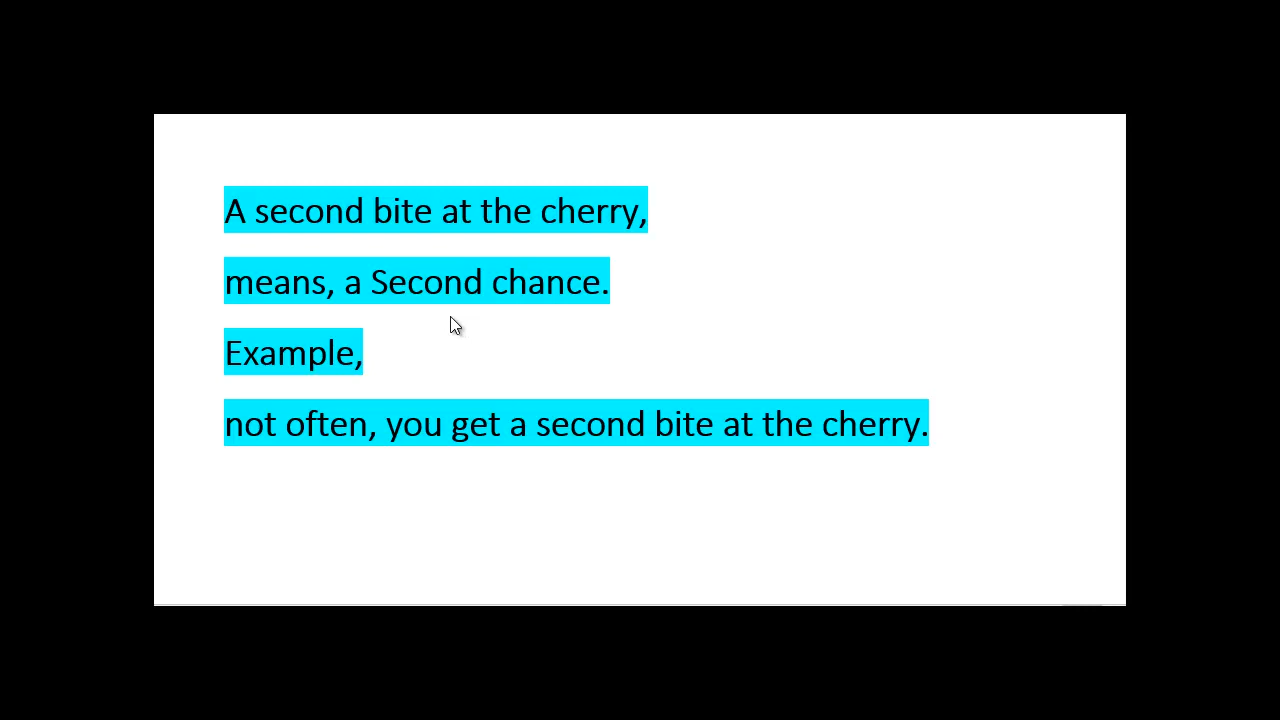 A second bite at the cherry,
means, a Second chance.
Example,
not often, you get a second bite at the cherry.